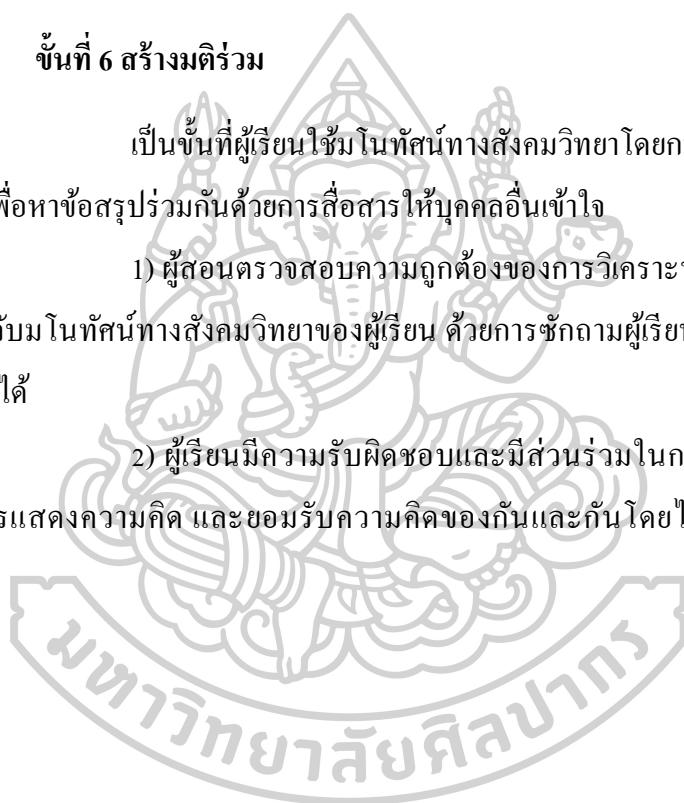 ขั้นที่ 6 สร้างมติร่วม
เป็นขั้นที่ผู้เรียนใช้มโนทัศน์ทางสังคมวิทยาโดยก
พื่อหาข้อสรุปร่วมกันด้วยการสื่อสารให้บุคคลอื่นเข้าใจ
1) ผู้สอนตรวจสอบความถูกต้องของการวิเคราะ
ับมโนทัศน์ทางสังคมวิทยาของผู้เรียน ด้วยการซักถามผู้เรียน
ได้
2) ผู้เรียนมีความรับผิดชอบและมีส่วนร่วมในก
รแสดงความคิด และยอมรับความคิดของกันและกันโดยไ
มหาวิทยาลัยศิลปากร